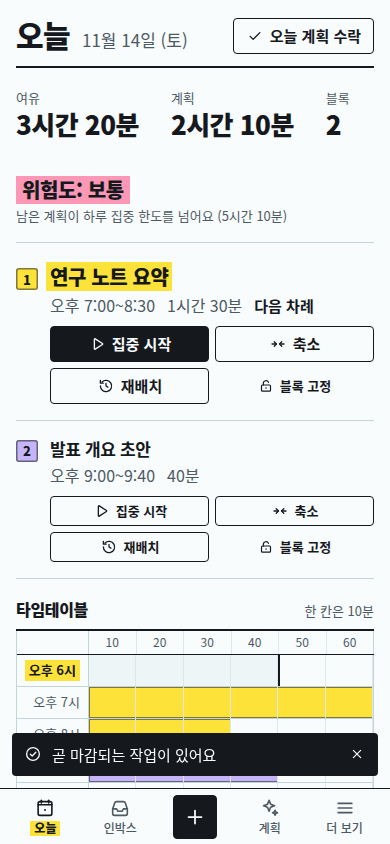 오늘 11월 14일 (토) 오늘 계획 수락
여유 계획 블록
3시간 20분 2시간 10분 2
위험도: 보통
남은 계획이 하루 집중 한도를 넘어요 (5시간 10분)
1 연구 노트 요약
오후 7:00~8:30 1시간 30분 다음 차례
집중 시작 축소
재배치 블록 고정
2 발표 개요 초안
오후 9:00~9:40 40분
집중 시작 축소
재배치 블록 고정
타임테이블 한 칸은 10분
10 20 30 40 50 60
오후 6시
오후 7시
곧 마감되는 작업이 있어요
오늘 인박스 계획 더 보기